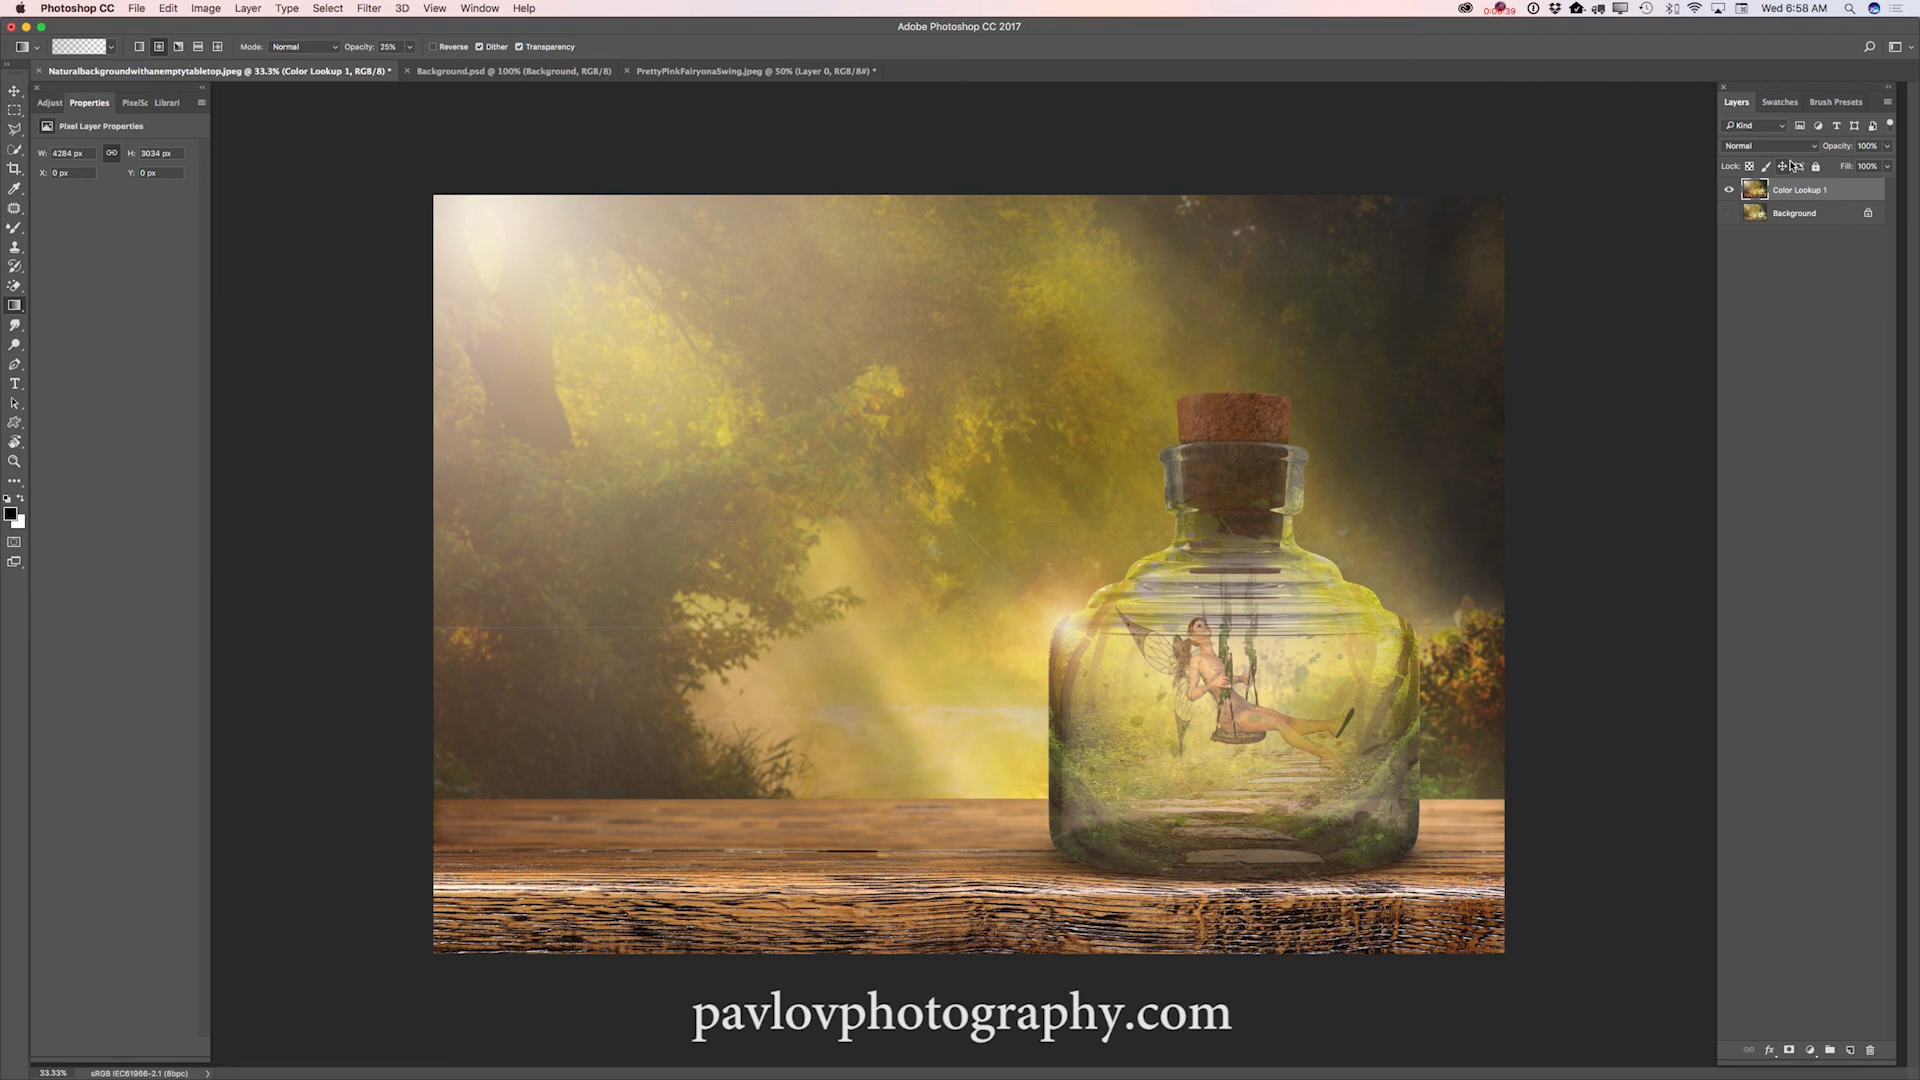 Photoshop CC File Edit Image Layer Type Select Filter 3D View Window Help
Wed 6:58 AM
Adobe Photoshop CC 2017
Mode: Normal Opacity: 25% Reverse Dither Transparency
Naturalbackgroundwithanemptytabletop.jpeg @ 33.3% (Color Lookup 1, RGB/8) *
Background.psd @ 100% (Background, RGB/8)
PrettyPinkFairyonaSwing.jpeg @ 50% (Layer 0, RGB/8#) *
Adjust Properties PixelSc Librari
Pixel Layer Properties
W: 4284 px H: 3034 px
X: 0 px Y: 0 px
Layers Swatches Brush Presets
Kind
Normal Opacity: 100%
Lock: Fill: 100%
Color Lookup 1
Background
pavlovphotography.com
33.33% sRGB IEC61966-2.1 (8bpc)